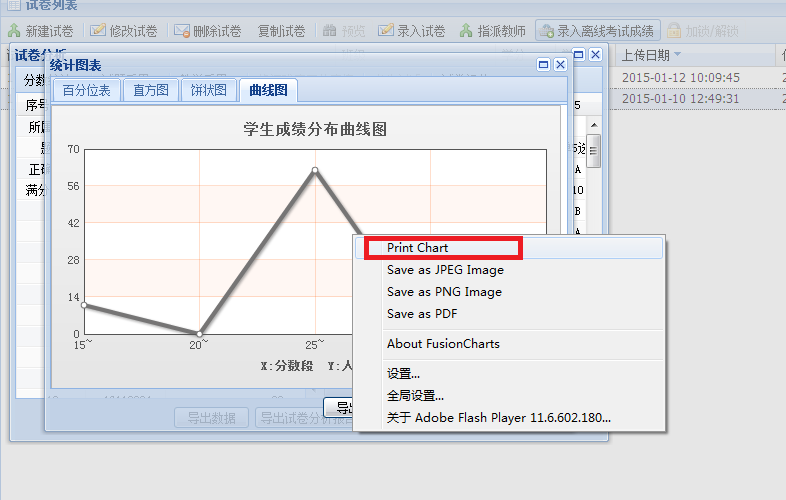 试卷列表
新建试卷 修改试卷 删除试卷 复制试卷 预览 录入试卷 指派教师 录入离线考试成绩 加锁/解锁
试卷分析
上传日期
统计图表
2015-01-12 10:09:45
2015-01-10 12:49:31
分数
百分位表 直方图 饼状图 曲线图
序号
5
学生成绩分布曲线图
70
56
42
28
14
0
15~ 20~ 25~
X:分数段 Y:人
正确
满分
A
10
B
A
Print Chart
Save as JPEG Image
Save as PNG Image
Save as PDF
About FusionCharts
设置...
全局设置...
关于 Adobe Flash Player 11.6.602.180...
导出数据 导出试卷分析报告 导出